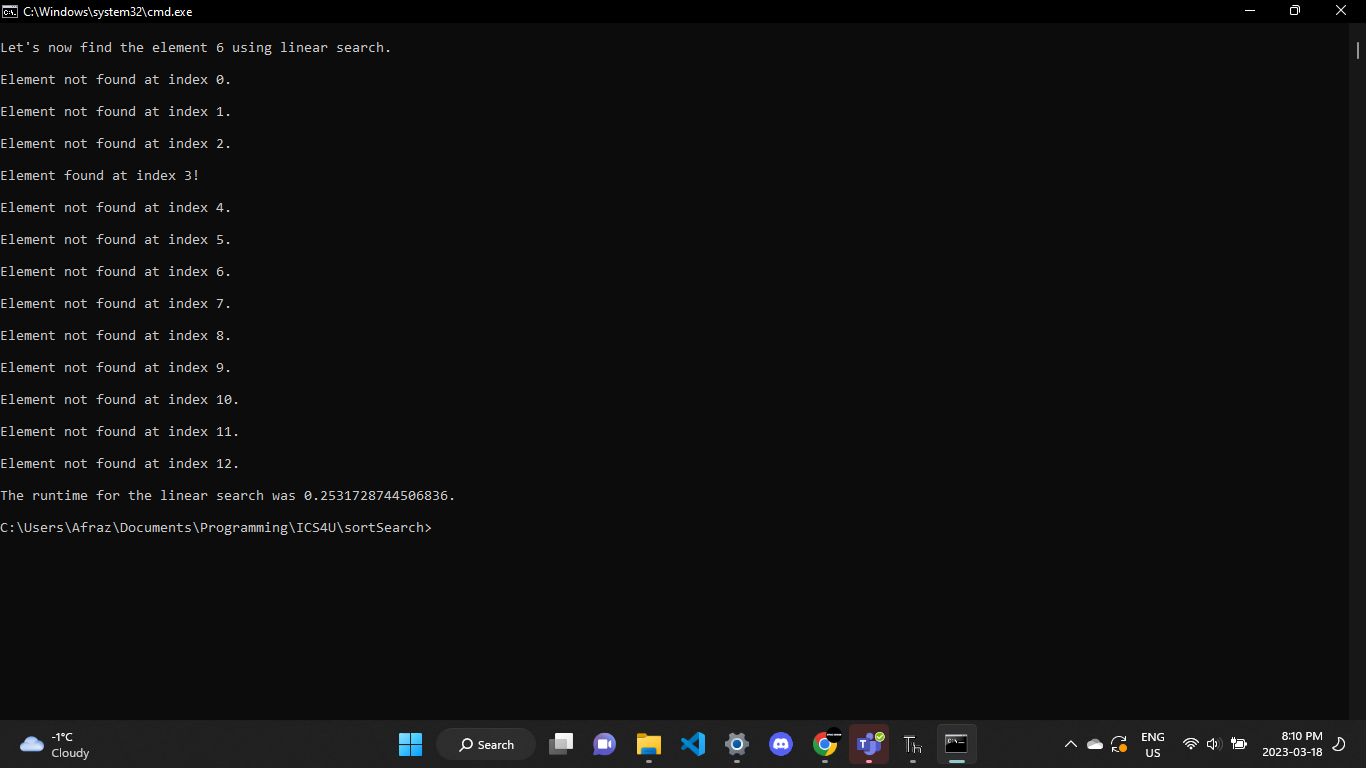 C:\Windows\system32\cmd.exe
Let's now find the element 6 using linear search.
Element not found at index 0.
Element not found at index 1.
Element not found at index 2.
Element found at index 3!
Element not found at index 4.
Element not found at index 5.
Element not found at index 6.
Element not found at index 7.
Element not found at index 8.
Element not found at index 9.
Element not found at index 10.
Element not found at index 11.
Element not found at index 12.
The runtime for the linear search was 0.2531728744506836.
C:\Users\Afraz\Documents\Programming\ICS4U\sortSearch>
-1°C
Cloudy
Search
ENG
US
8:10 PM
2023-03-18